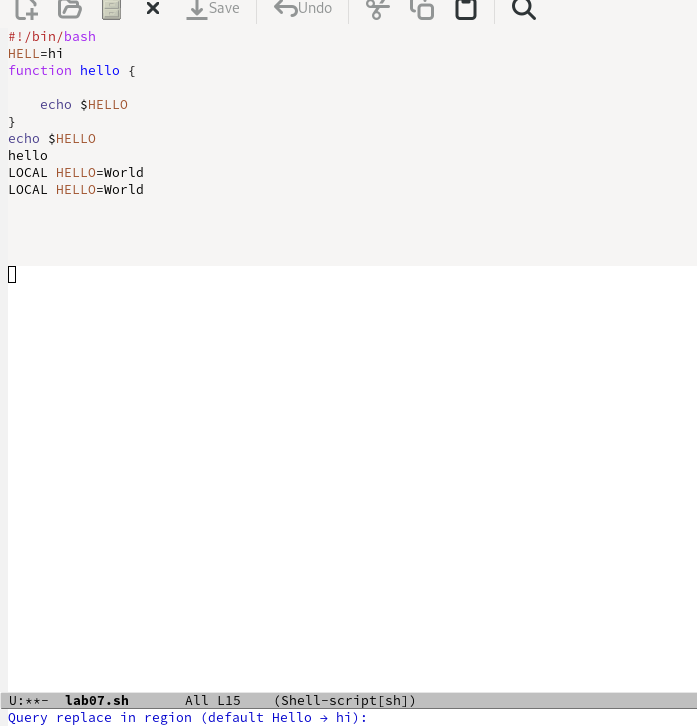 Save Undo
#!/bin/bash
HELL=hi
function hello {
    echo $HELLO
}
echo $HELLO
hello
LOCAL HELLO=World
LOCAL HELLO=World
U:**-  lab07.sh       All L15    (Shell-script[sh])
Query replace in region (default Hello → hi):